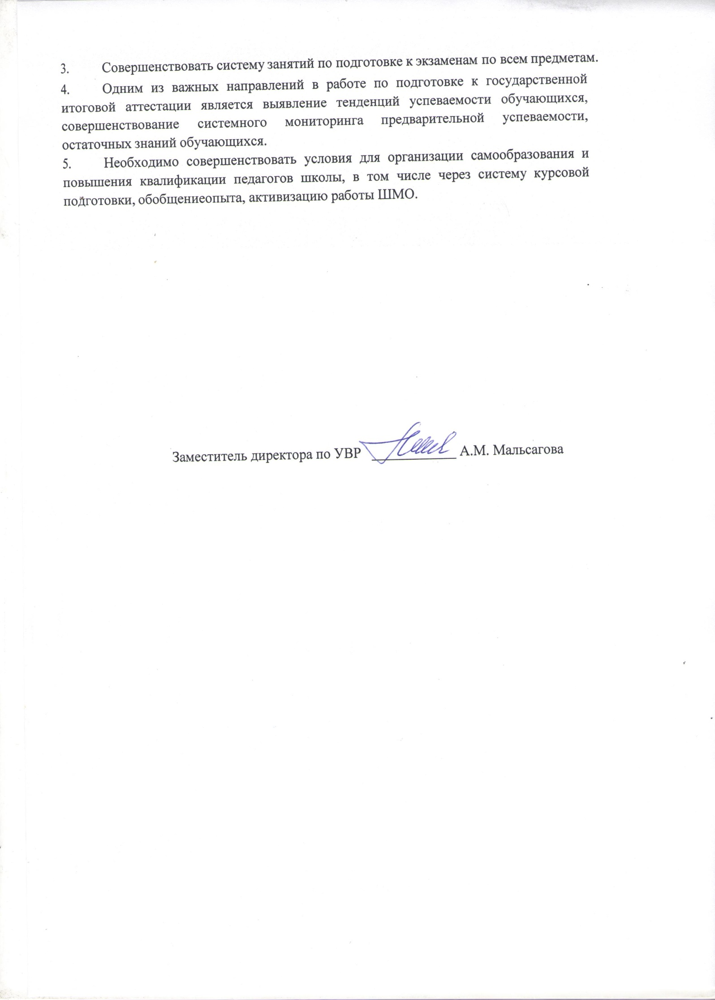 3. Совершенствовать систему занятий по подготовке к экзаменам по всем предметам.
4. Одним из важных направлений в работе по подготовке к государственной
итоговой аттестации является выявление тенденций успеваемости обучающихся,
совершенствование системного мониторинга предварительной успеваемости,
остаточных знаний обучающихся.
5. Необходимо совершенствовать условия для организации самообразования и
повышения квалификации педагогов школы, в том числе через систему курсовой
подготовки, обобщениеопыта, активизацию работы ШМО.
Заместитель директора по УВР ____________ А.М. Мальсагова